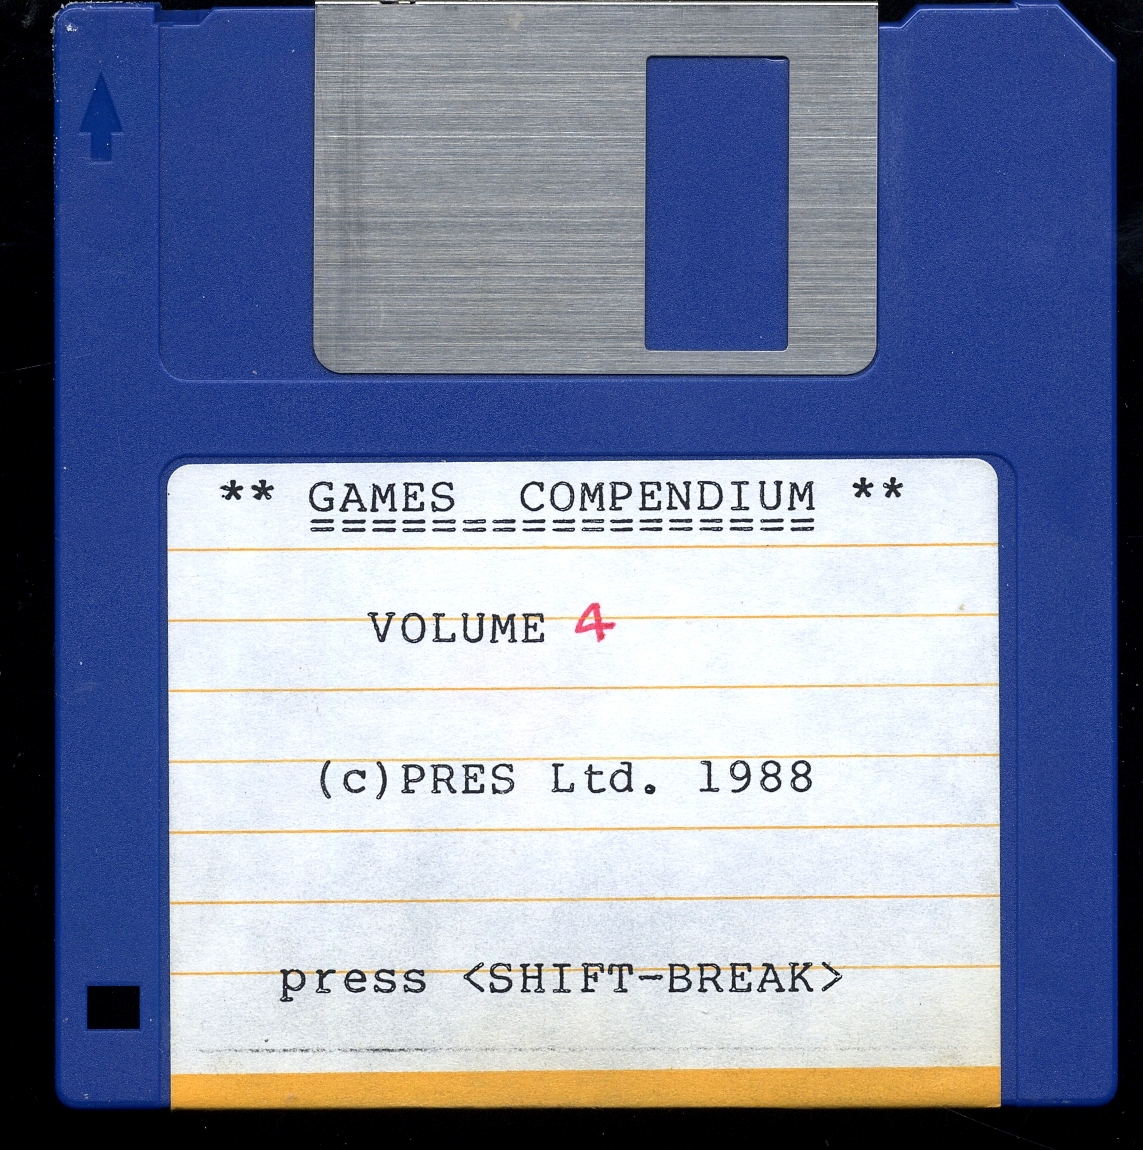 ** GAMES COMPENDIUM **
==================
VOLUME 4
(c)PRES Ltd. 1988
press <SHIFT-BREAK>